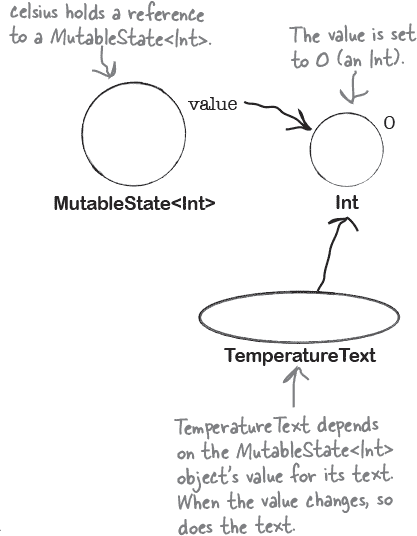 celsius holds a reference
to a MutableState<Int>.
The value is set
to 0 (an Int).
value
0
MutableState<Int>
Int
TemperatureText
TemperatureText depends
on the MutableState<Int>
object's value for its text.
When the value changes, so
does the text.